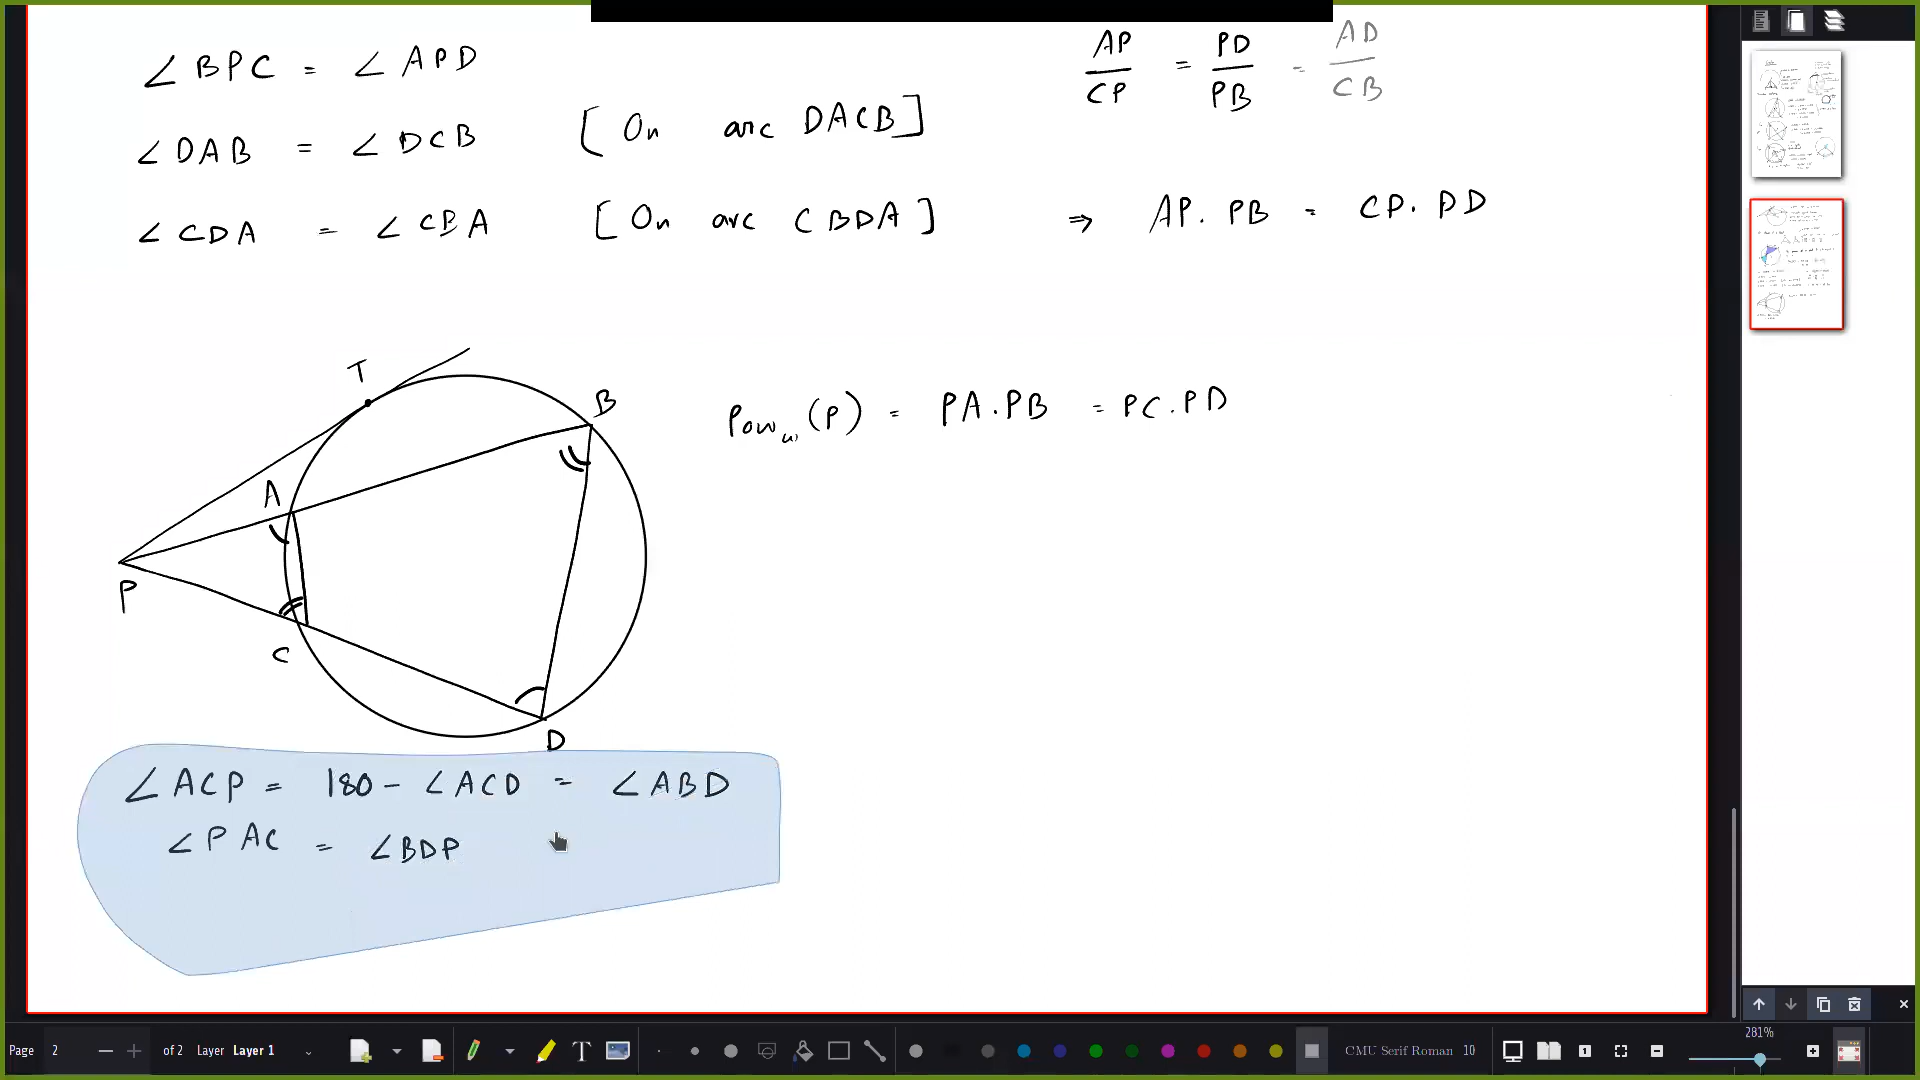 ∠BPC = ∠APD
AP/CP = PD/PB = AD/CB
∠DAB = ∠DCB [On arc DACB]
∠CDA = ∠CBA [On arc CBDA]
⇒ AP.PB = CP.PD
T
B
A
P
C
D
Pow_ω(P) = PA.PB = PC.PD
∠ACP = 180 - ∠ACD = ∠ABD
∠PAC = ∠BDP
Page 2 of 2 Layer Layer 1
CMU Serif Roman 10
281%